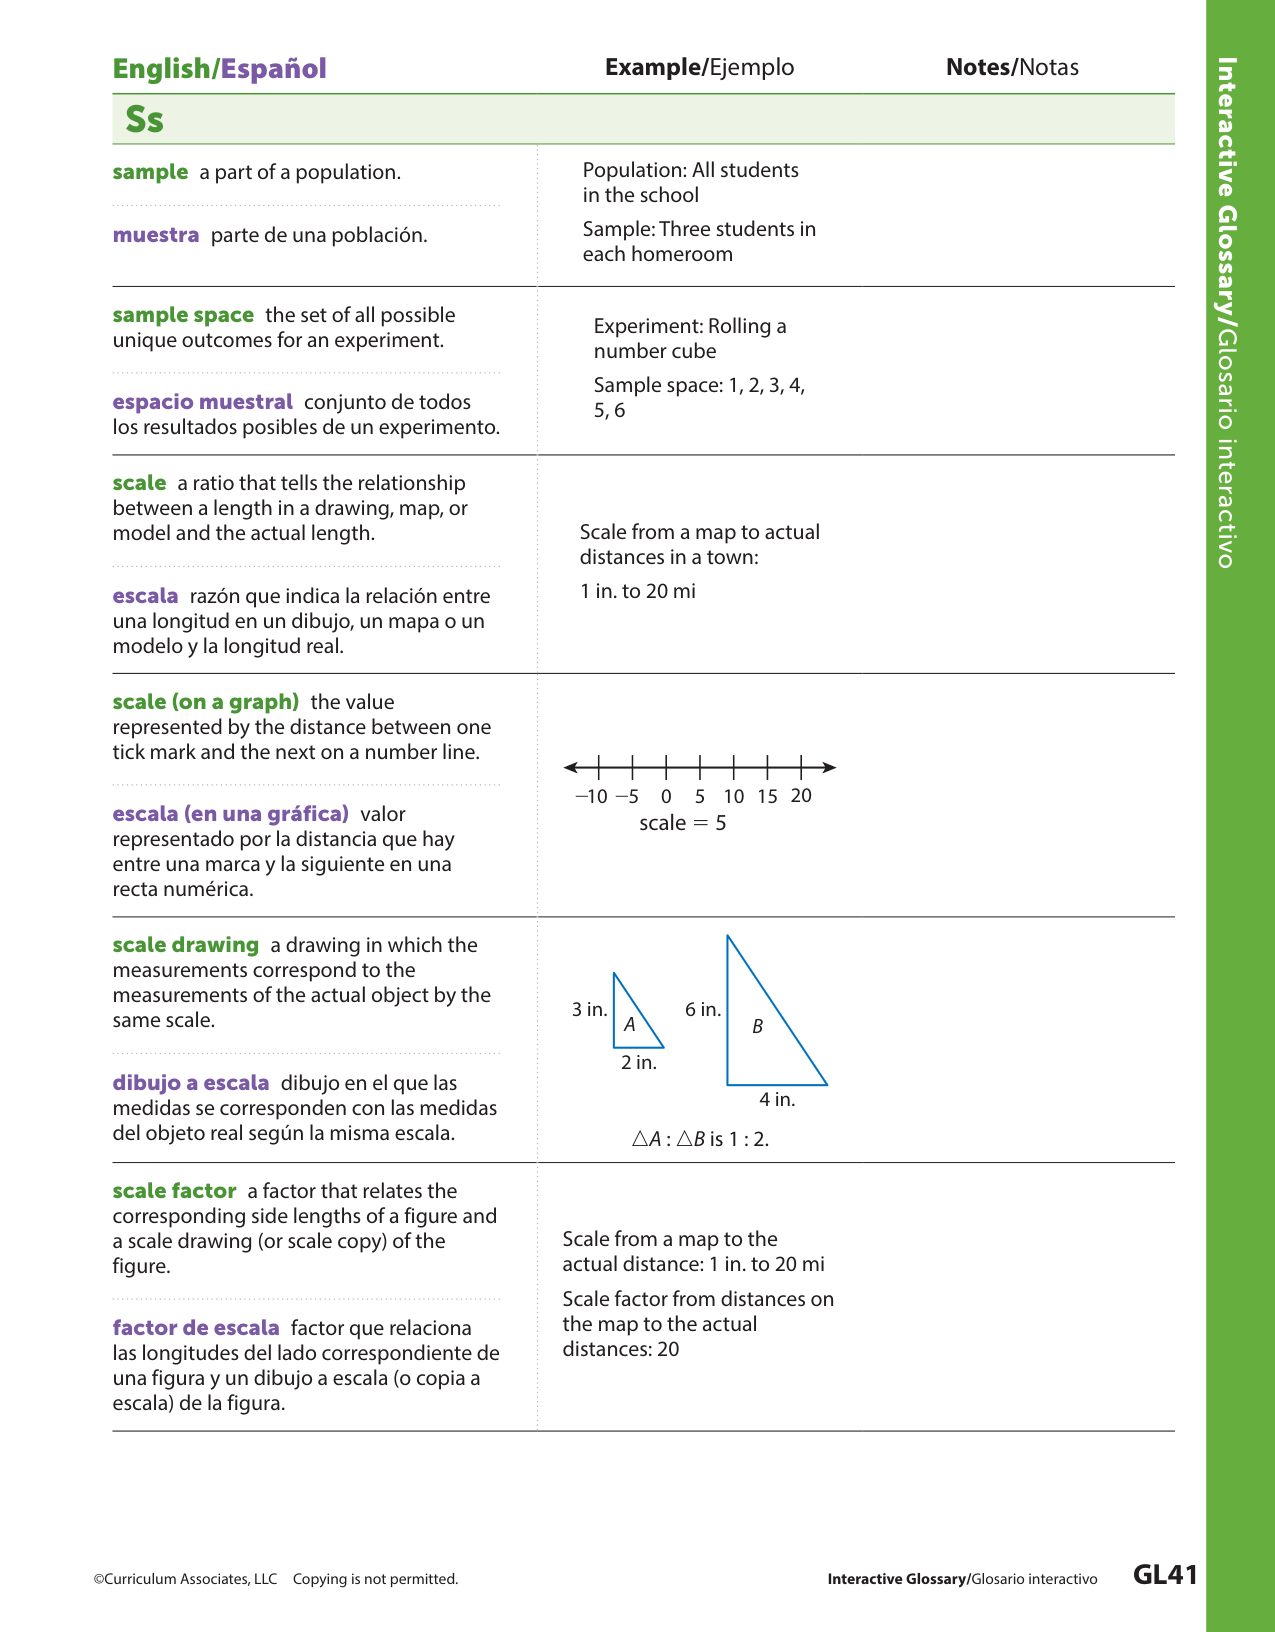 English/Español
Example/Ejemplo
Notes/Notas
Ss
sample a part of a population.
muestra parte de una población.
Population: All students
in the school
Sample: Three students in
each homeroom
sample space the set of all possible
unique outcomes for an experiment.
espacio muestral conjunto de todos
los resultados posibles de un experimento.
Experiment: Rolling a
number cube
Sample space: 1, 2, 3, 4,
5, 6
scale a ratio that tells the relationship
between a length in a drawing, map, or
model and the actual length.
escala razón que indica la relación entre
una longitud en un dibujo, un mapa o un
modelo y la longitud real.
Scale from a map to actual
distances in a town:
1 in. to 20 mi
scale (on a graph) the value
represented by the distance between one
tick mark and the next on a number line.
escala (en una gráfica) valor
representado por la distancia que hay
entre una marca y la siguiente en una
recta numérica.
−10 −5 0 5 10 15 20
scale = 5
scale drawing a drawing in which the
measurements correspond to the
measurements of the actual object by the
same scale.
dibujo a escala dibujo en el que las
medidas se corresponden con las medidas
del objeto real según la misma escala.
3 in.
A
2 in.
6 in.
B
4 in.
△A : △B is 1 : 2.
scale factor a factor that relates the
corresponding side lengths of a figure and
a scale drawing (or scale copy) of the
figure.
factor de escala factor que relaciona
las longitudes del lado correspondiente de
una figura y un dibujo a escala (o copia a
escala) de la figura.
Scale from a map to the
actual distance: 1 in. to 20 mi
Scale factor from distances on
the map to the actual
distances: 20
Interactive Glossary/Glosario interactivo
©Curriculum Associates, LLC Copying is not permitted.
Interactive Glossary/Glosario interactivo
GL41